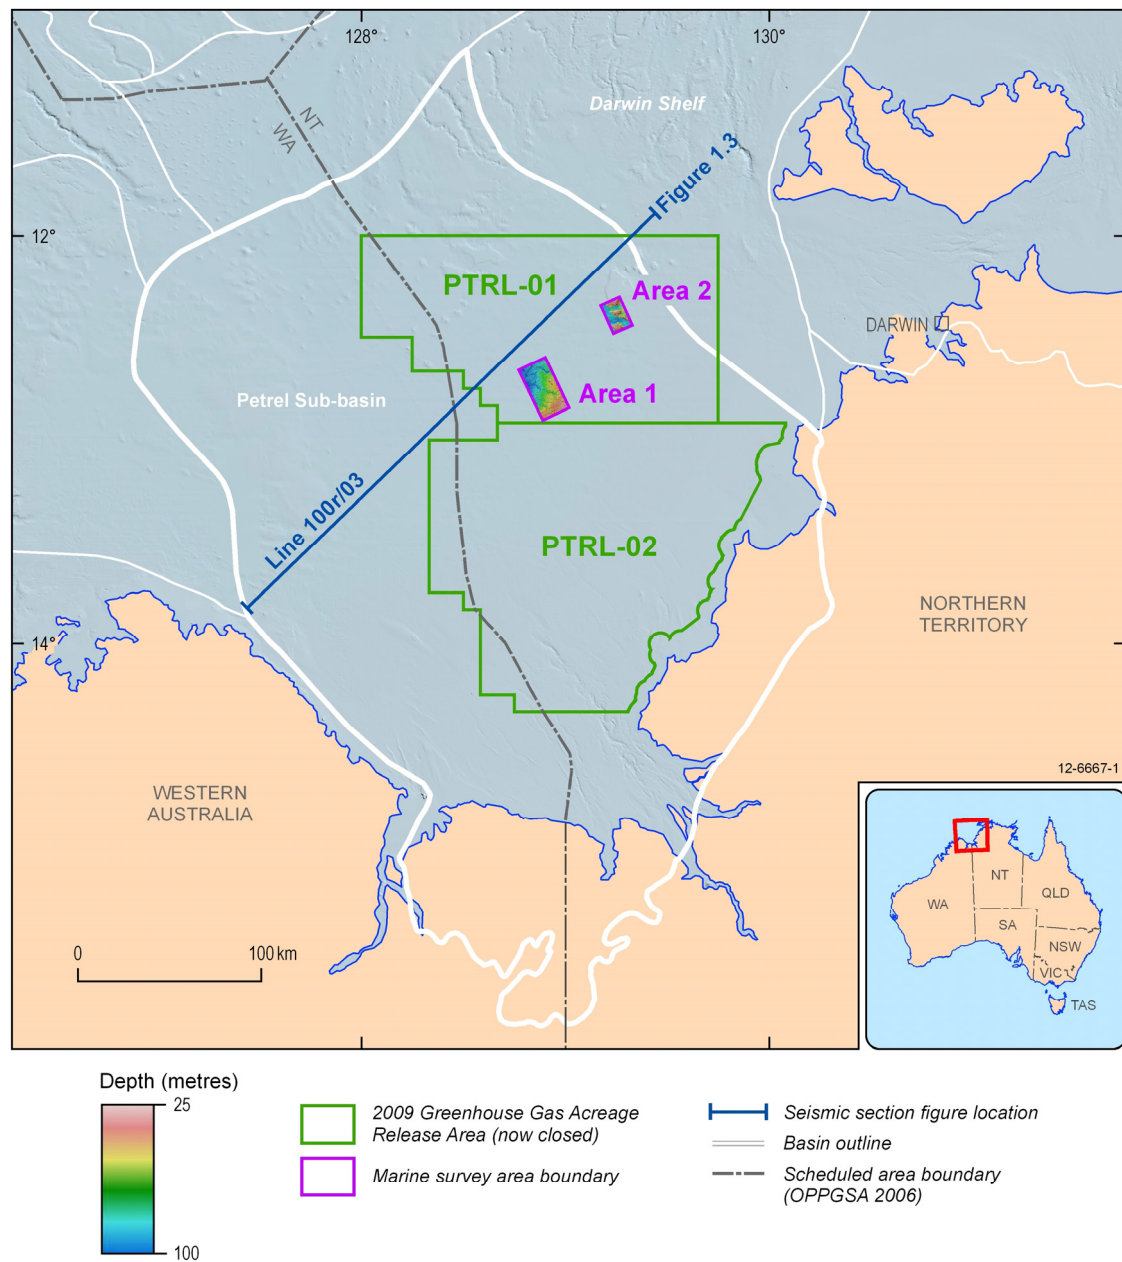 128°
130°
Darwin Shelf
NT
WA
Figure 1.3
12°
PTRL-01
Area 2
DARWIN
Area 1
Petrel Sub-basin
Line 100r/03
PTRL-02
NORTHERN
TERRITORY
14°
12-6667-1
WESTERN
AUSTRALIA
NT
QLD
WA
SA
NSW
VIC
TAS
0
100 km
Depth (metres)
25
100
2009 Greenhouse Gas Acreage
Release Area (now closed)
Marine survey area boundary
Seismic section figure location
Basin outline
Scheduled area boundary
(OPPGSA 2006)